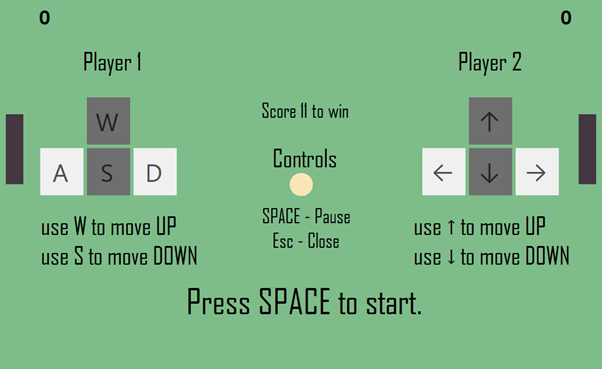 0
0
Player 1
Player 2
W
↑
Score 11 to win
A S D
← ↓ →
Controls
SPACE - Pause
Esc - Close
use W to move UP
use S to move DOWN
use ↑ to move UP
use ↓ to move DOWN
Press SPACE to start.